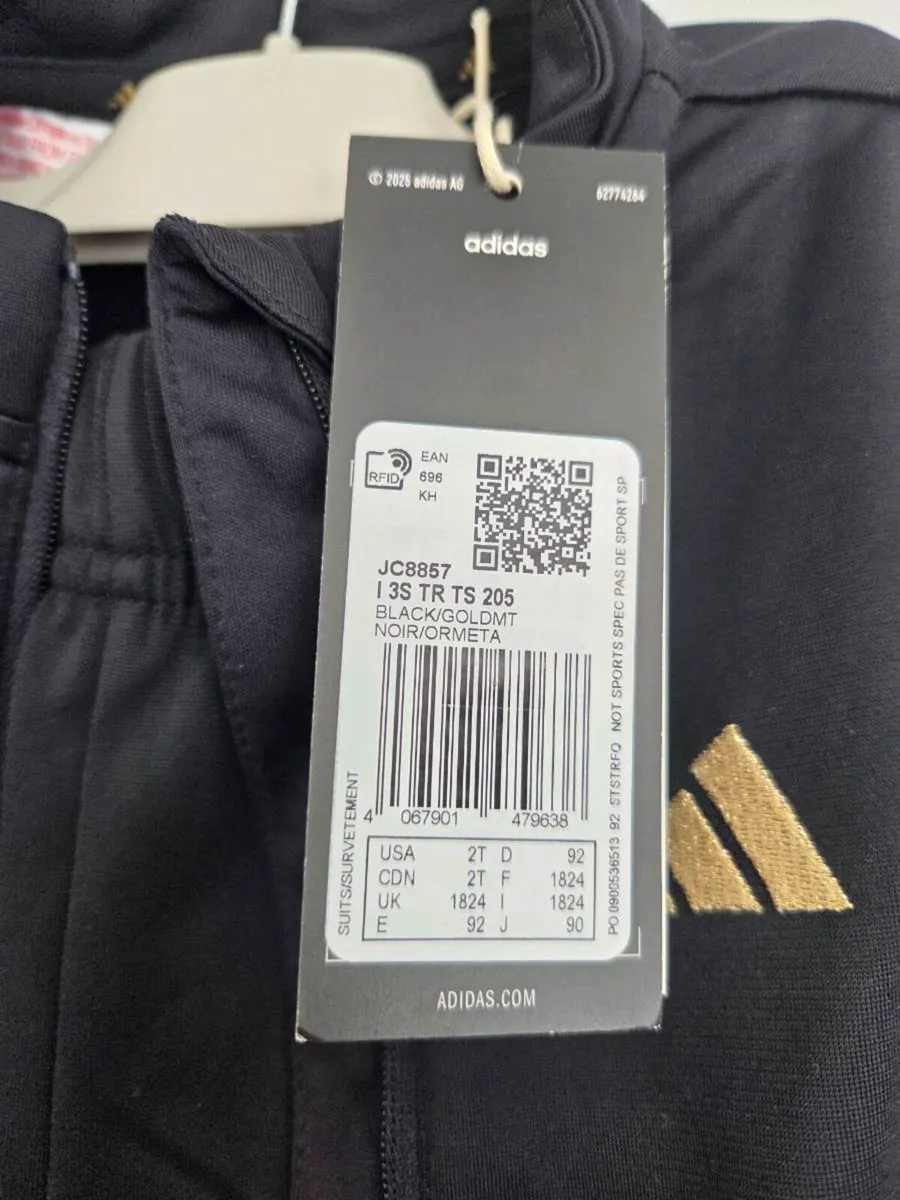 © 2025 adidas AG
62774264
adidas
RFID
EAN
696
KH
JC8857
I 3S TR TS 205
BLACK/GOLDMT
NOIR/ORMETA
4 067901 479638
SUITS/SURVETEMENT
PO 0900536513 92 STSTRFO NOT SPORTS SPEC PAS DE SPORT SP
USA 2T D 92
CDN 2T F 1824
UK 1824 I 1824
E 92 J 90
ADIDAS.COM